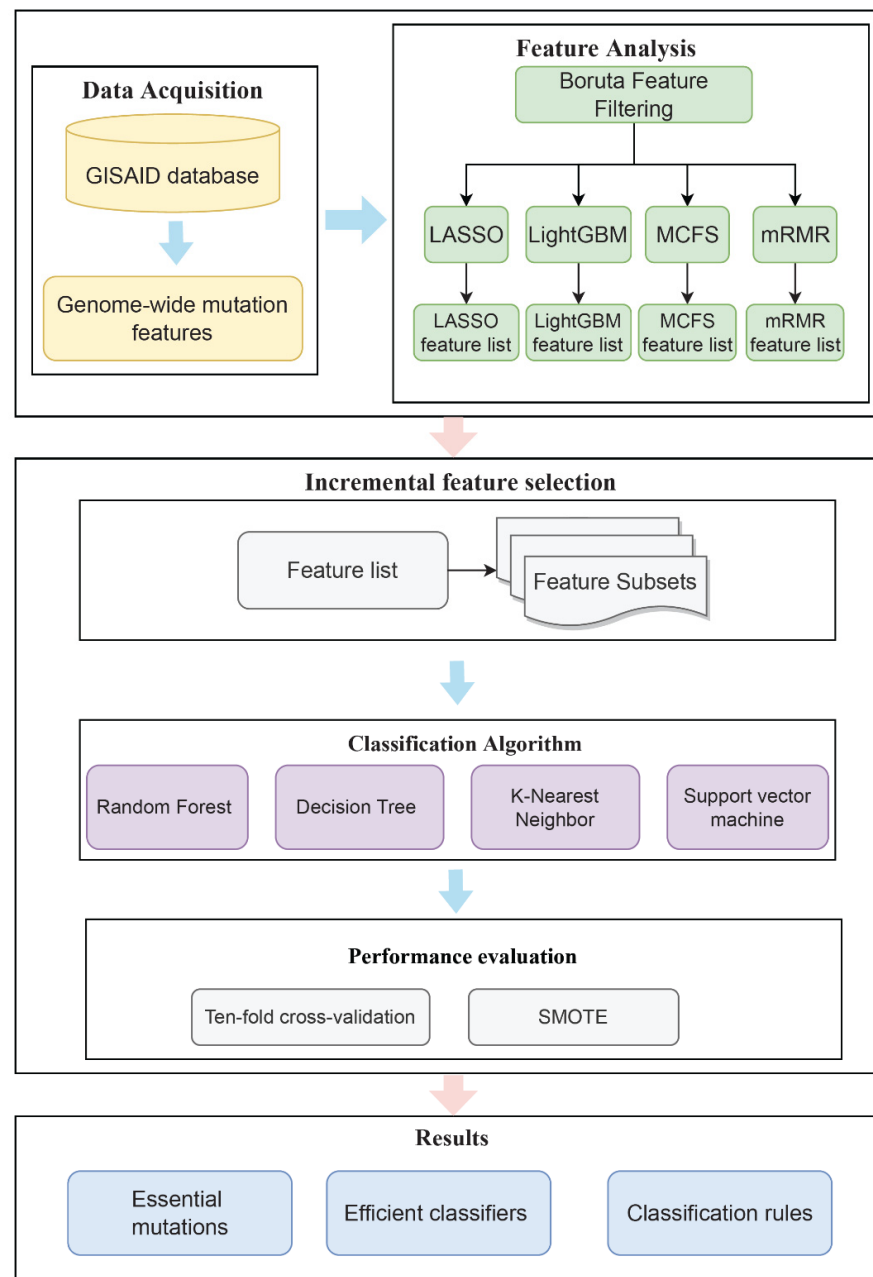 Data Acquisition
GISAID database
Genome-wide mutation
features
Feature Analysis
Boruta Feature
Filtering
LASSO
LightGBM
MCFS
mRMR
LASSO
feature list
LightGBM
feature list
MCFS
feature list
mRMR
feature list
Incremental feature selection
Feature list
Feature Subsets
Classification Algorithm
Random Forest
Decision Tree
K-Nearest
Neighbor
Support vector
machine
Performance evaluation
Ten-fold cross-validation
SMOTE
Results
Essential
mutations
Efficient classifiers
Classification rules